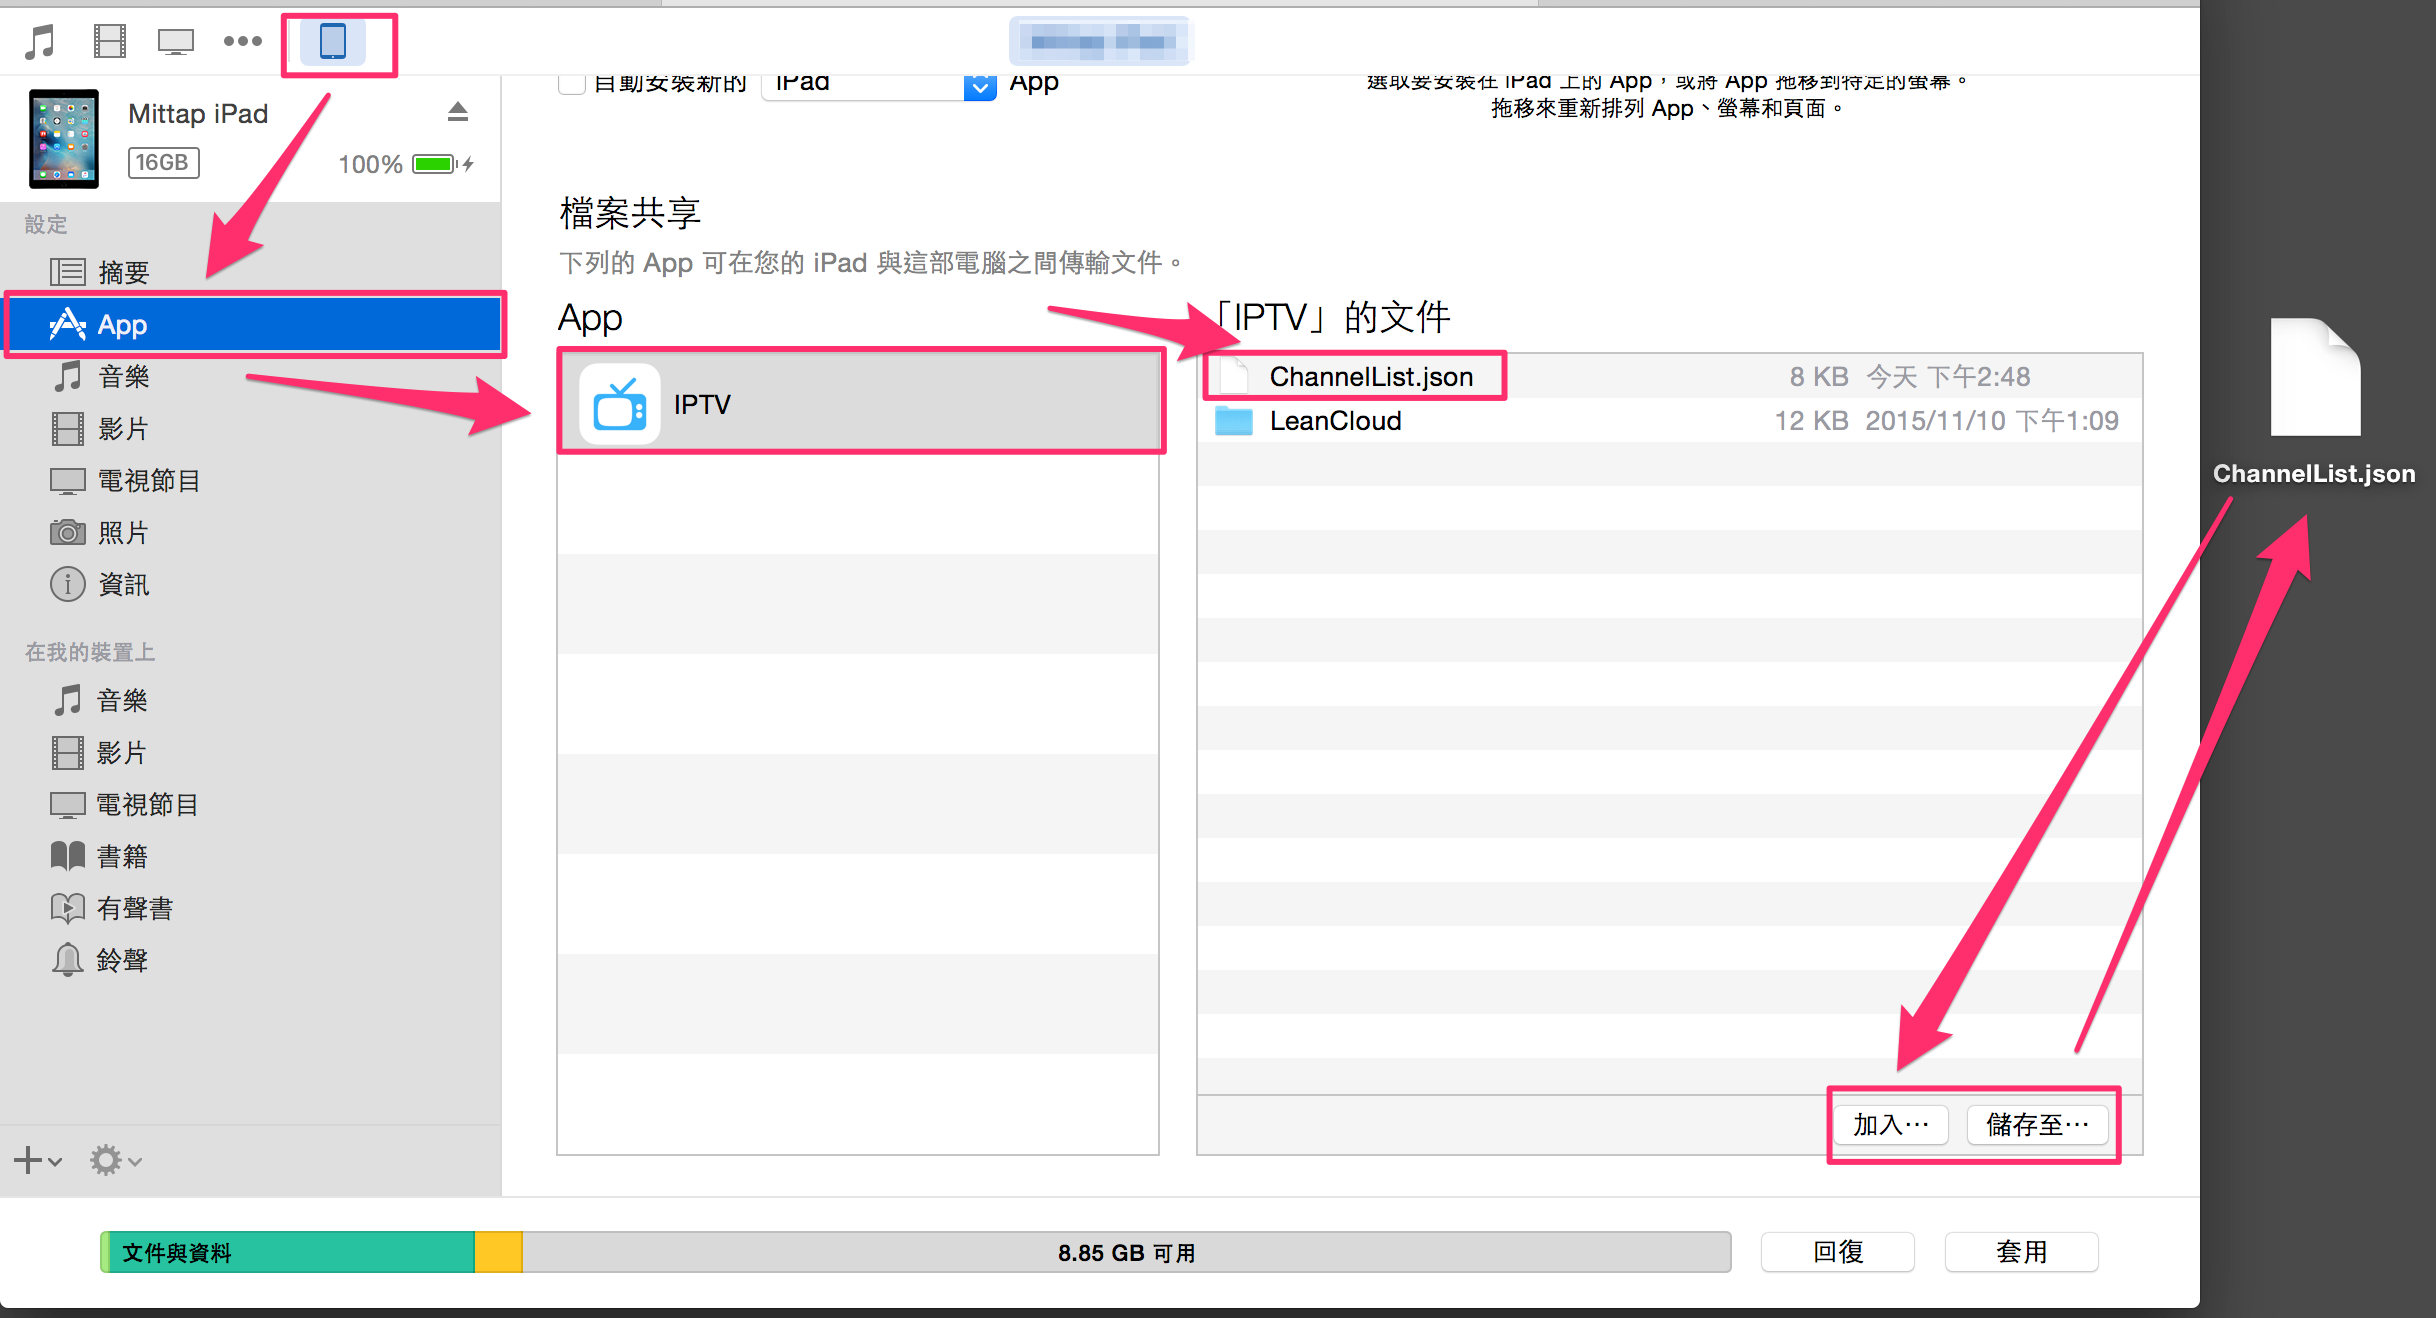 自動安裝新的 iPad App
選取要安裝在 iPad 上的 App，或將 App 拖移到特定的螢幕。
拖移來重新排列 App、螢幕和頁面。
Mittap iPad
16GB
100%
設定
摘要
App
音樂
影片
電視節目
照片
資訊
在我的裝置上
音樂
影片
電視節目
書籍
有聲書
鈴聲
檔案共享
下列的 App 可在您的 iPad 與這部電腦之間傳輸文件。
App
IPTV
「IPTV」的文件
ChannelList.json 8 KB 今天 下午2:48
LeanCloud 12 KB 2015/11/10 下午1:09
加入⋯
儲存至⋯
ChannelList.json
文件與資料
8.85 GB 可用
回復
套用